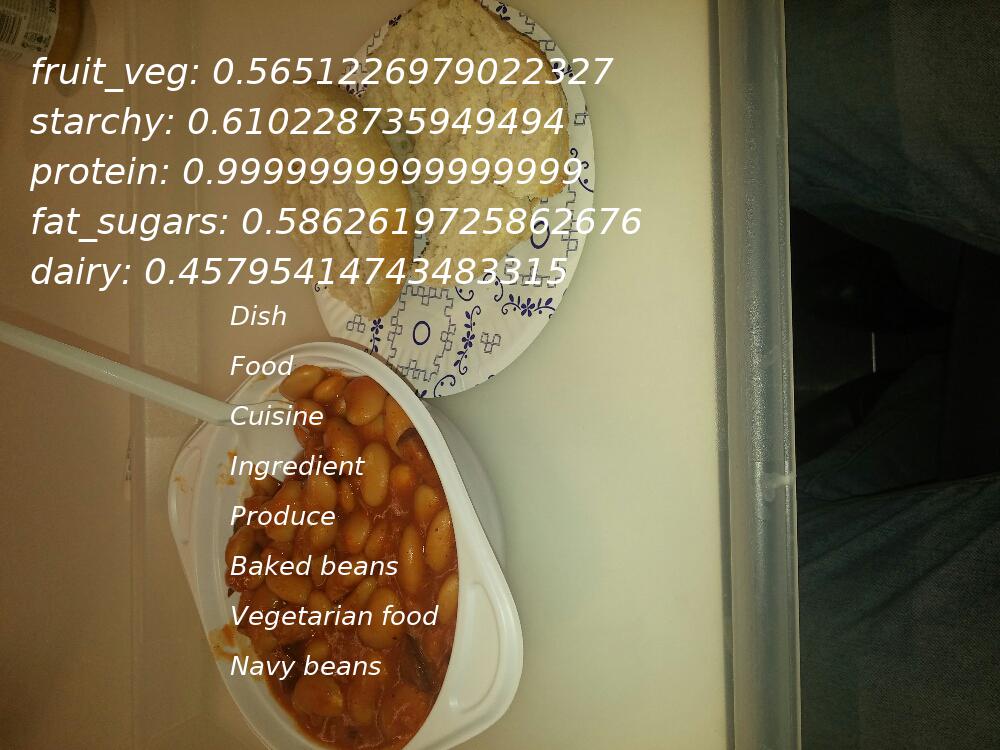 fruit_veg: 0.5651226979022327
starchy: 0.610228735949494
protein: 0.9999999999999999
fat_sugars: 0.5862619725862676
dairy: 0.45795414743483315
Dish
Food
Cuisine
Ingredient
Produce
Baked beans
Vegetarian food
Navy beans